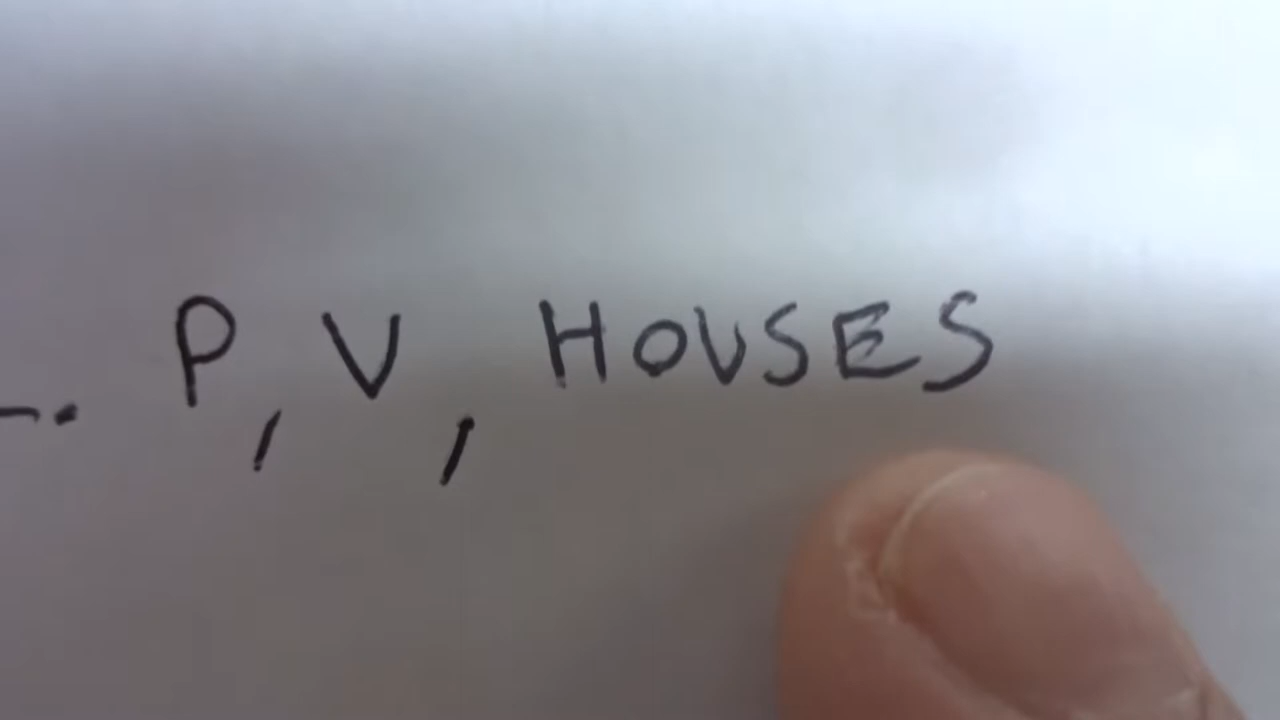 . P, V, HOUSES